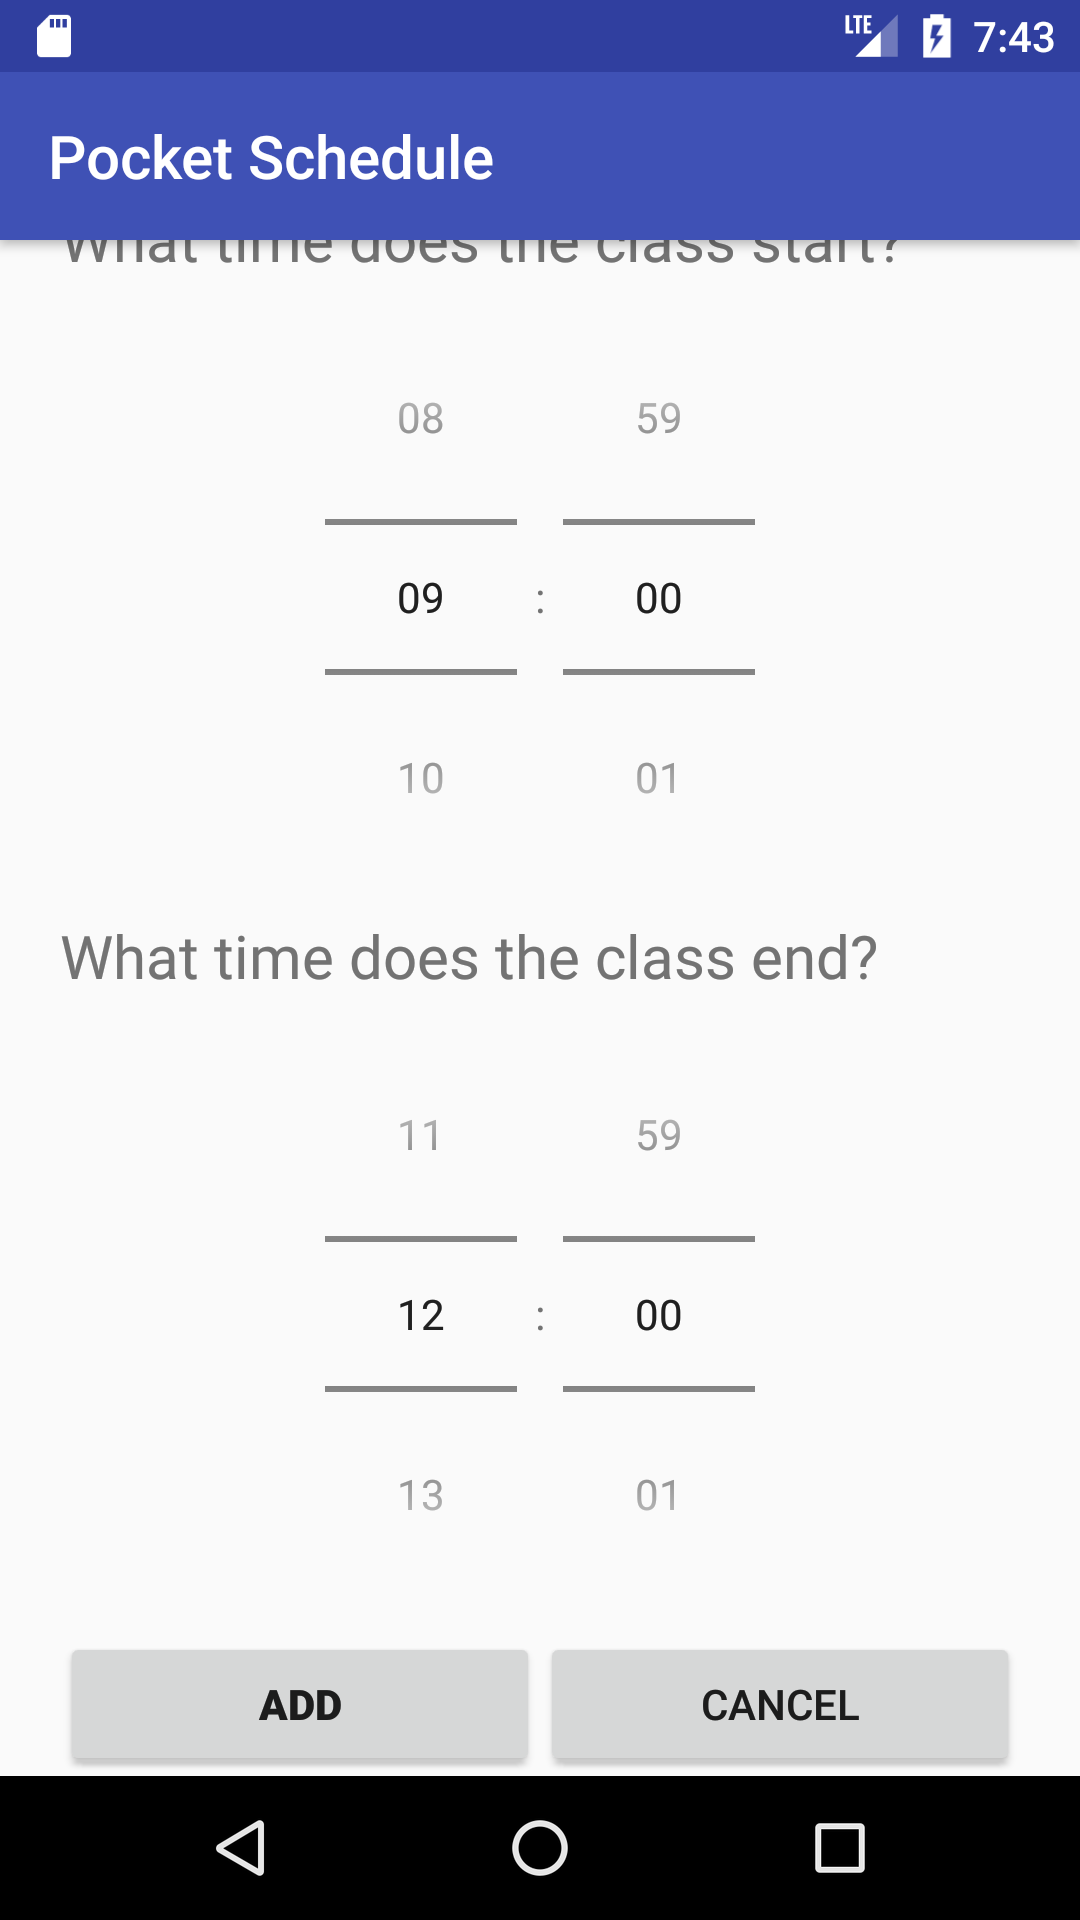 LTE 7:43
Pocket Schedule
What time does the class start?
08 59
09 : 00
10 01
What time does the class end?
11 59
12 : 00
13 01
ADD CANCEL